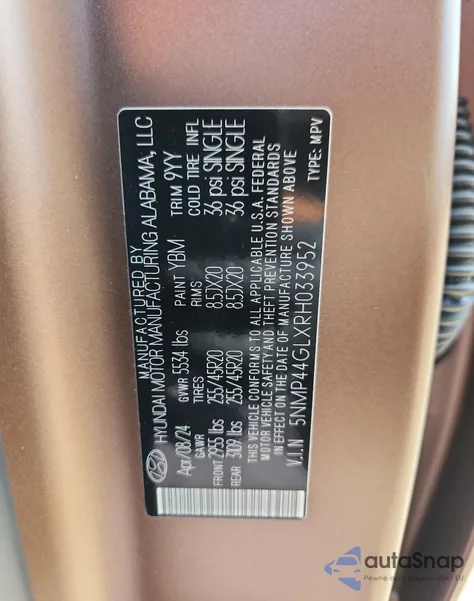 MANUFACTURED BY
HYUNDAI MOTOR MANUFACTURING ALABAMA, LLC
Apr/08/24 GVWR 5534 lbs PAINT YBM TRIM 9YY
GAWR TIRES RIMS COLD TIRE INFL
FRONT 2955 lbs 255/45R20 8.5JX20 36 psi SINGLE
REAR 3109 lbs 255/45R20 8.5JX20 36 psi SINGLE
THIS VEHICLE CONFORMS TO ALL APPLICABLE U.S.A. FEDERAL
MOTOR VEHICLE SAFETY AND THEFT PREVENTION STANDARDS
IN EFFECT ON THE DATE OF MANUFACTURE SHOWN ABOVE
V.I.N 5NMP44GLXRH033952 TYPE: MPV
autaSnap
Pewne auta z